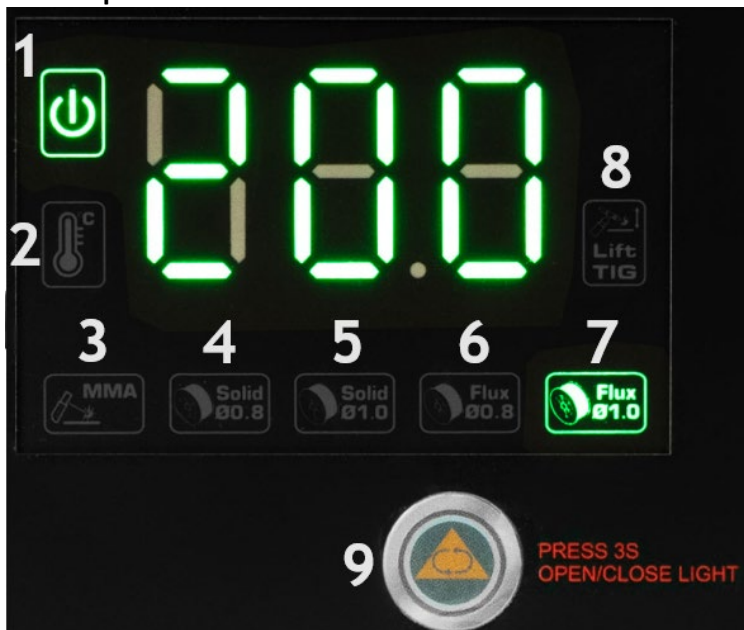 1
200
8
2
°C
Lift
TIG
3
4
5
6
7
MMA
Solid
Ø0.8
Solid
Ø1.0
Flux
Ø0.8
Flux
Ø1.0
9
PRESS 3S
OPEN/CLOSE LIGHT